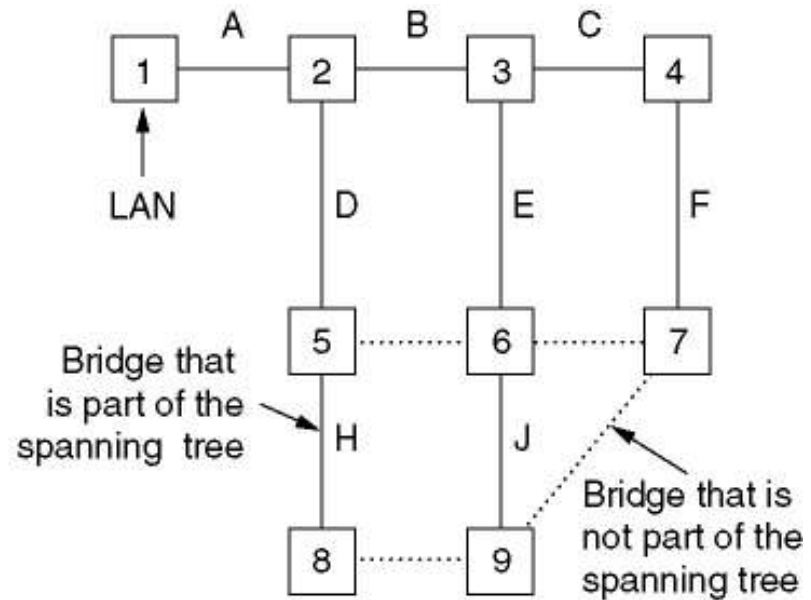 A B C
1 2 3 4
LAN
D E F
5 6 7
Bridge that
is part of the
spanning tree
H J
Bridge that is
not part of the
spanning tree
8 9